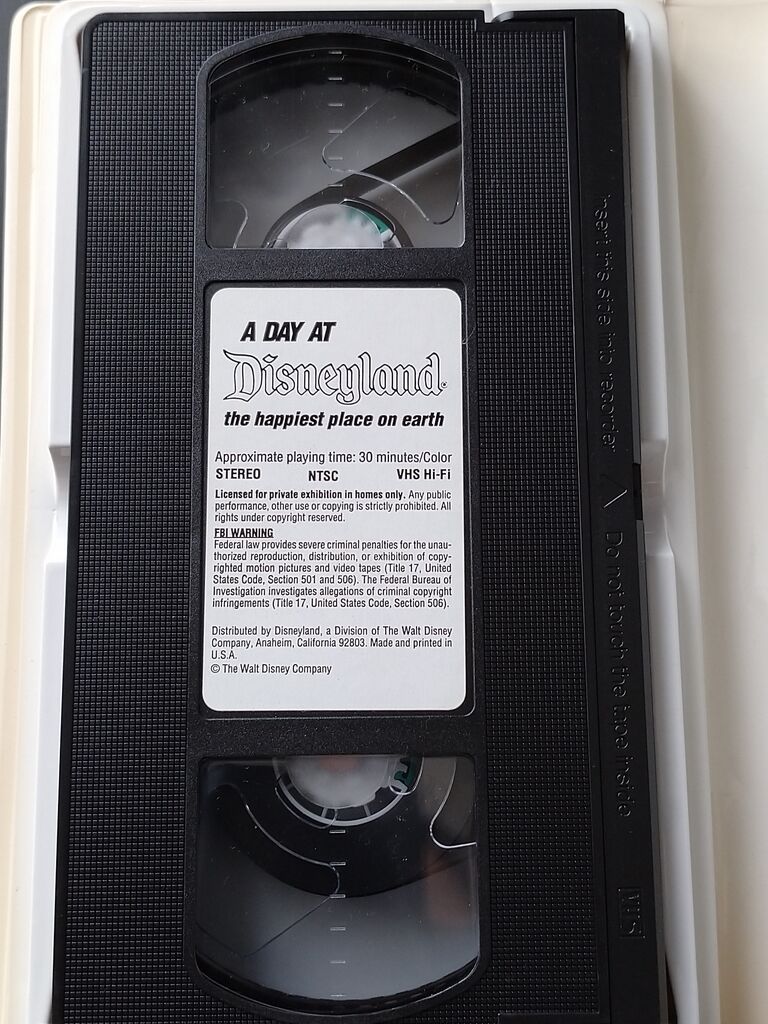 A DAY AT
Disneyland®
the happiest place on earth
Approximate playing time: 30 minutes/Color
STEREO NTSC VHS Hi-Fi
Licensed for private exhibition in homes only. Any public
performance, other use or copying is strictly prohibited. All
rights under copyright reserved.
FBI WARNING
Federal law provides severe criminal penalties for the unau-
thorized reproduction, distribution, or exhibition of copy-
righted motion pictures and video tapes (Title 17, United
States Code, Section 501 and 506). The Federal Bureau of
Investigation investigates allegations of criminal copyright
infringements (Title 17, United States Code, Section 506).
Distributed by Disneyland, a Division of The Walt Disney
Company, Anaheim, California 92803. Made and printed in
U.S.A.
© The Walt Disney Company
Insert this side into recorder △ Do not touch the tape inside
VHS